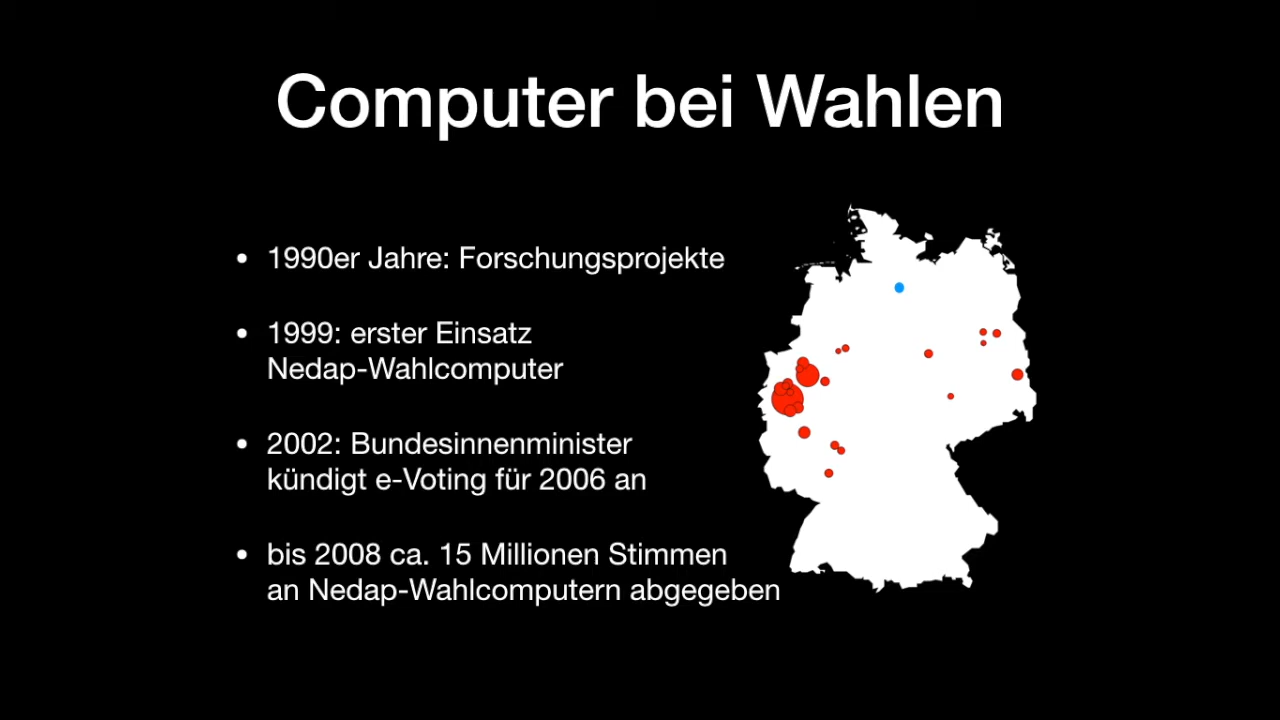 Computer bei Wahlen
• 1990er Jahre: Forschungsprojekte
• 1999: erster Einsatz
Nedap-Wahlcomputer
• 2002: Bundesinnenminister
kündigt e-Voting für 2006 an
• bis 2008 ca. 15 Millionen Stimmen
an Nedap-Wahlcomputern abgegeben